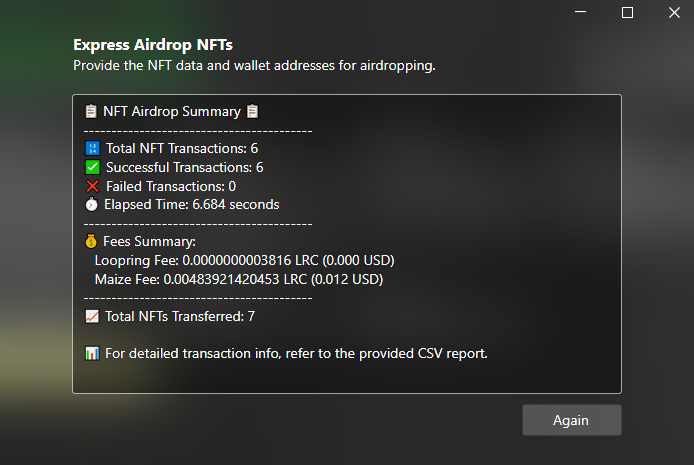 Express Airdrop NFTs
Provide the NFT data and wallet addresses for airdropping.
📋 NFT Airdrop Summary 📋
-----------------------------------------
🔢 Total NFT Transactions: 6
✅ Successful Transactions: 6
❌ Failed Transactions: 0
⏱️ Elapsed Time: 6.684 seconds
-----------------------------------------
💰 Fees Summary:
Loopring Fee: 0.0000000003816 LRC (0.000 USD)
Maize Fee: 0.00483921420453 LRC (0.012 USD)
-----------------------------------------
📈 Total NFTs Transferred: 7
📊 For detailed transaction info, refer to the provided CSV report.
Again